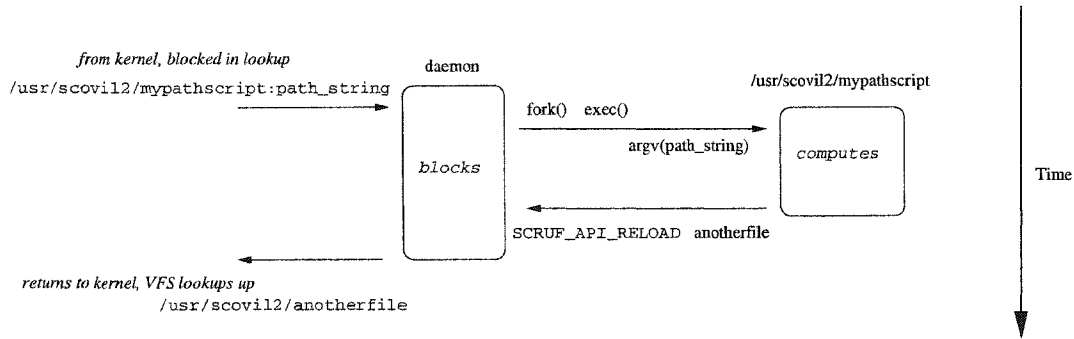 from kernel, blocked in lookup
/usr/scovil2/mypathscript:path_string
daemon
/usr/scovil2/mypathscript
fork() exec()
argv(path_string)
blocks
computes
Time
SCRUF_API_RELOAD anotherfile
returns to kernel, VFS lookups up
/usr/scovil2/anotherfile